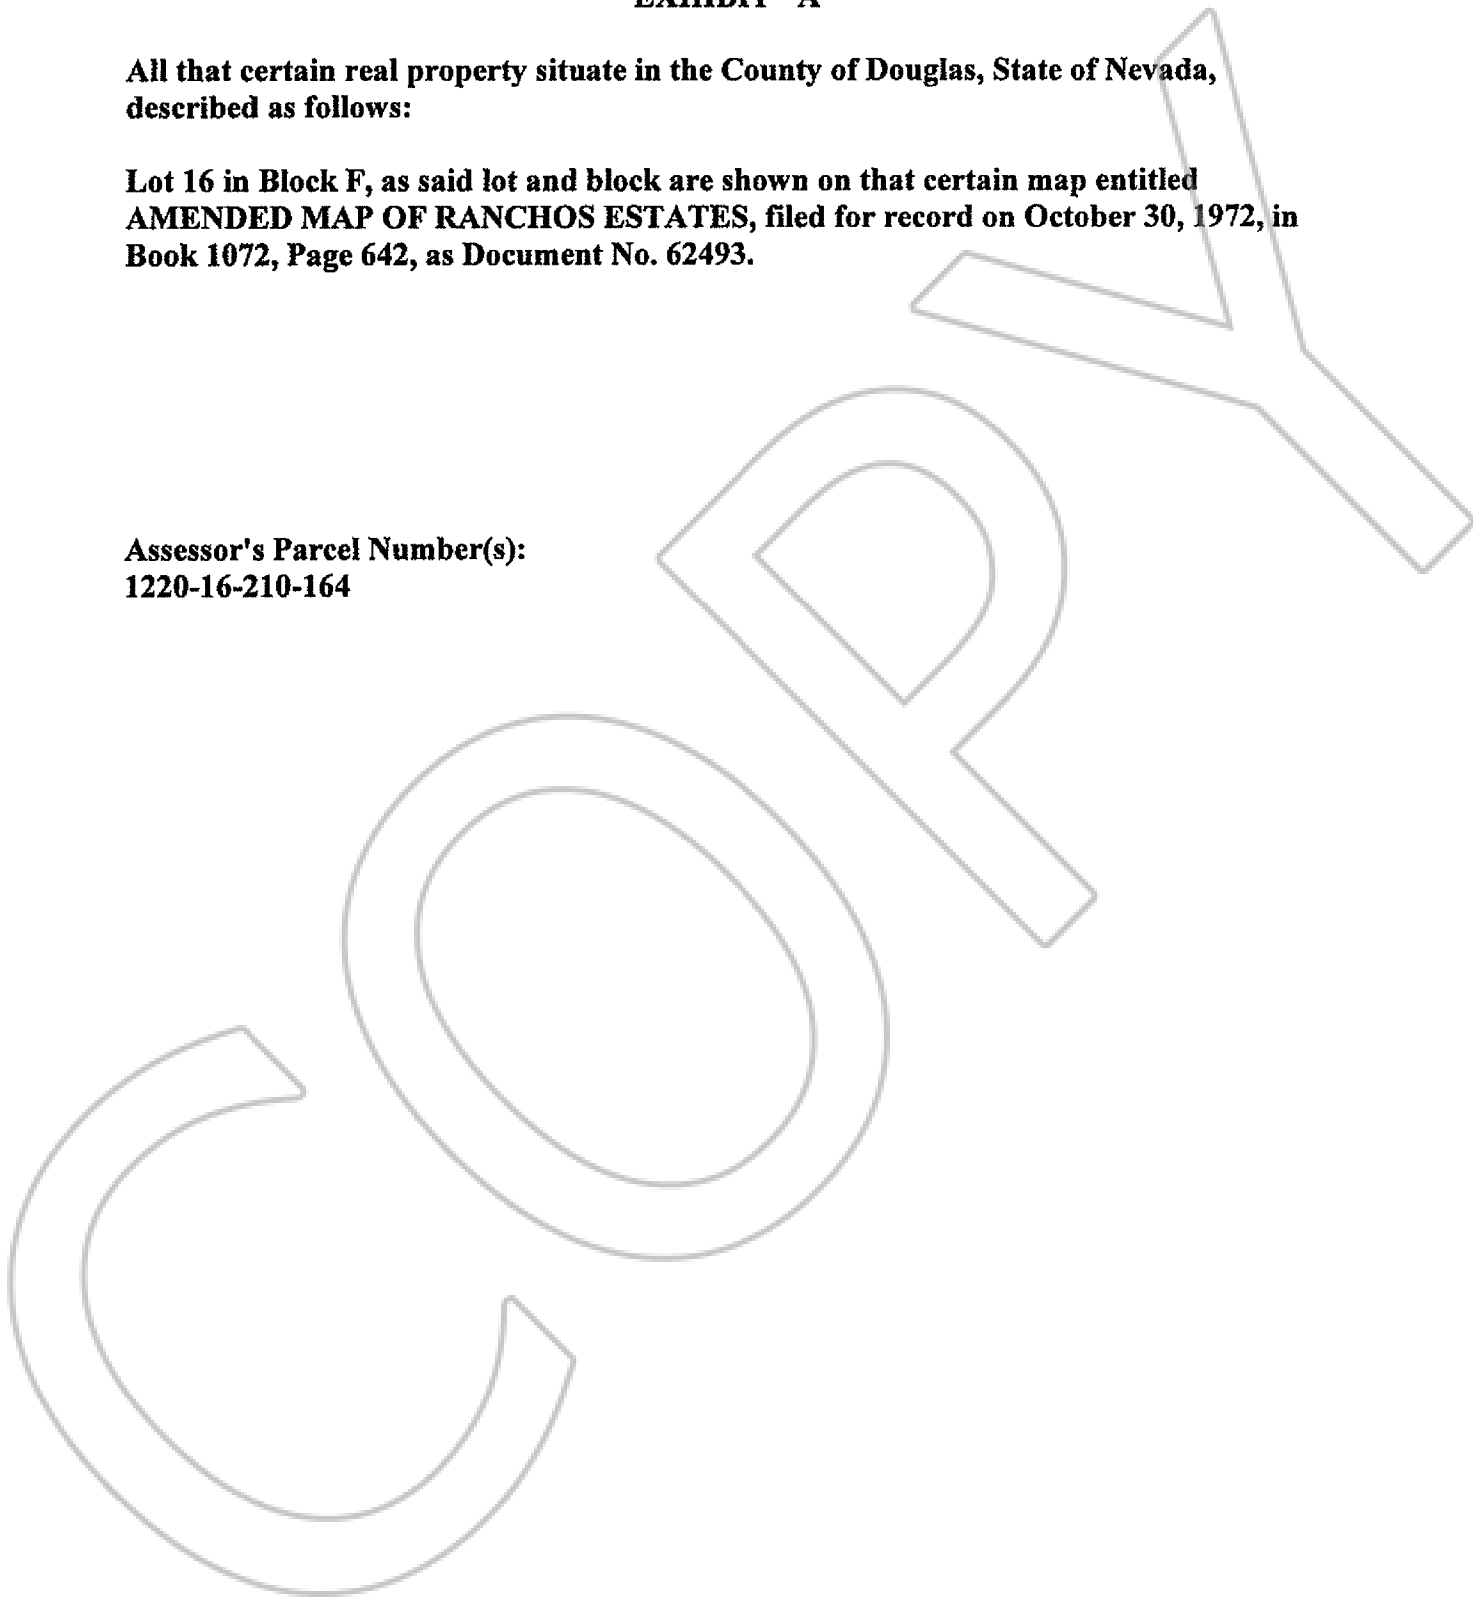 EXHIBIT "A"
All that certain real property situate in the County of Douglas, State of Nevada,
described as follows:
Lot 16 in Block F, as said lot and block are shown on that certain map entitled
AMENDED MAP OF RANCHOS ESTATES, filed for record on October 30, 1972, in
Book 1072, Page 642, as Document No. 62493.
Assessor's Parcel Number(s):
1220-16-210-164
COPY